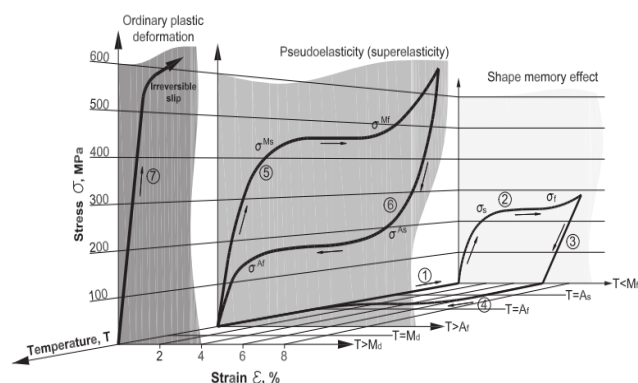 Ordinary plastic
deformation
Pseudoelasticity (superelasticity)
Shape memory effect
Irreversible
slip
Stress σ, MPa
600
500
400
300
200
100
σᴹˢ
σᴹᶠ
σᴬˢ
σᴬᶠ
σs
σf
①
②
③
④
⑤
⑥
⑦
T<Mf
T=As
T=Af
T>Af
T=Md
T>Md
Temperature, T
2
4
6
8
Strain Ɛ, %